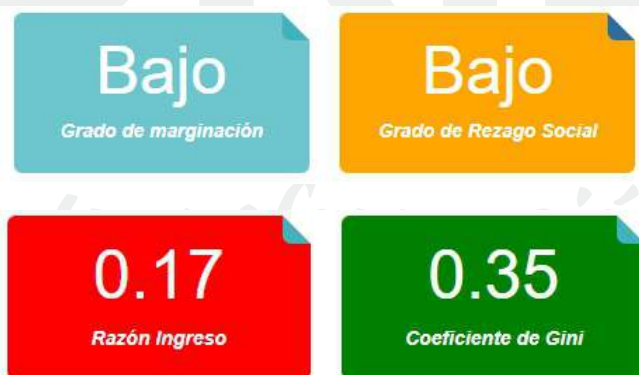 Bajo
Grado de marginación
Bajo
Grado de Rezago Social
0.17
Razón Ingreso
0.35
Coeficiente de Gini